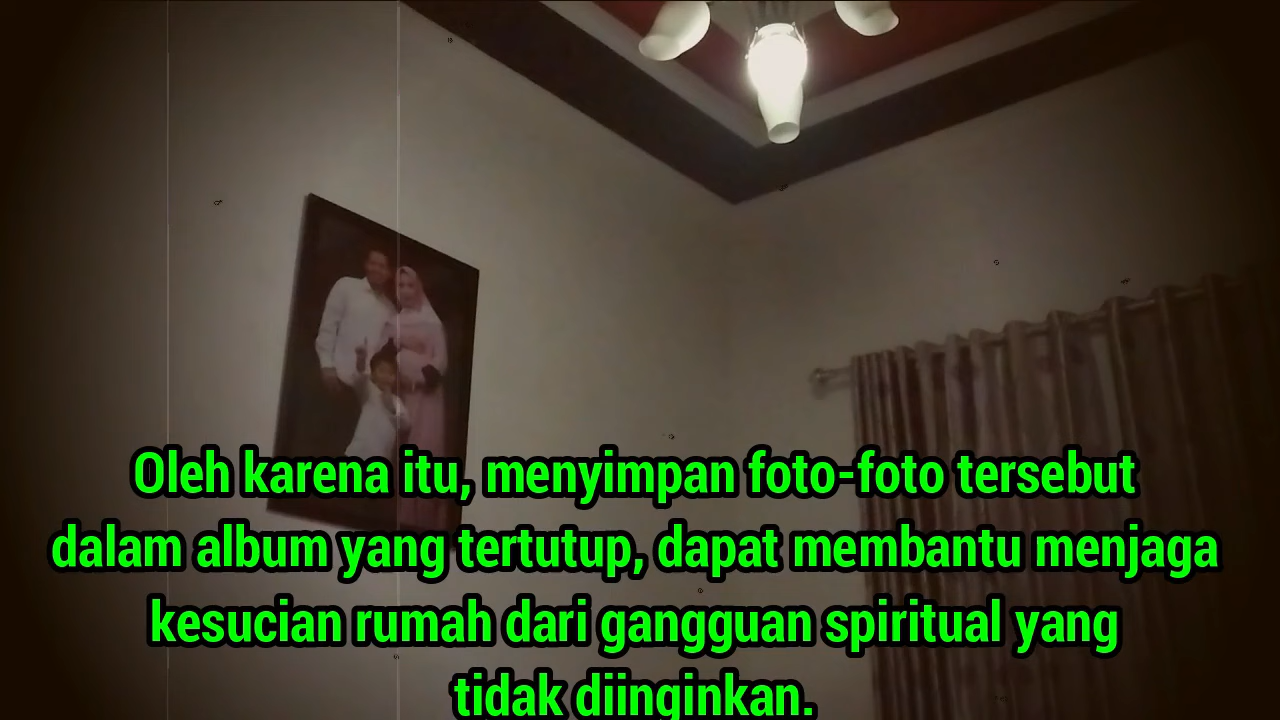 Oleh karena itu, menyimpan foto-foto tersebut
dalam album yang tertutup, dapat membantu menjaga
kesucian rumah dari gangguan spiritual yang
tidak diinginkan.